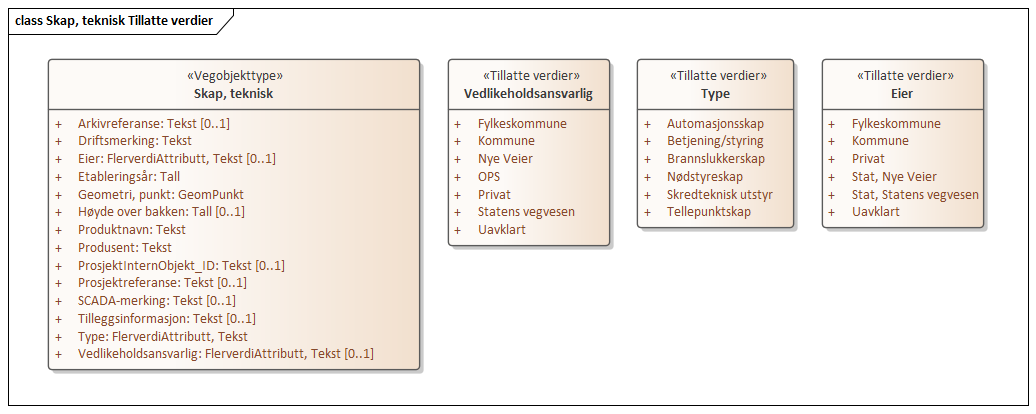 class Skap, teknisk Tillatte verdier
«Vegobjekttype»
Skap, teknisk
+ Arkivreferanse: Tekst [0..1]
+ Driftsmerking: Tekst
+ Eier: FlerverdiAttributt, Tekst [0..1]
+ Etableringsår: Tall
+ Geometri, punkt: GeomPunkt
+ Høyde over bakken: Tall [0..1]
+ Produktnavn: Tekst
+ Produsent: Tekst
+ ProsjektInternObjekt_ID: Tekst [0..1]
+ Prosjektreferanse: Tekst [0..1]
+ SCADA-merking: Tekst [0..1]
+ Tilleggsinformasjon: Tekst [0..1]
+ Type: FlerverdiAttributt, Tekst
+ Vedlikeholdsansvarlig: FlerverdiAttributt, Tekst [0..1]
«Tillatte verdier»
Vedlikeholdsansvarlig
+ Fylkeskommune
+ Kommune
+ Nye Veier
+ OPS
+ Privat
+ Statens vegvesen
+ Uavklart
«Tillatte verdier»
Type
+ Automasjonsskap
+ Betjening/styring
+ Brannslukkerskap
+ Nødstyreskap
+ Skredteknisk utstyr
+ Tellepunktskap
«Tillatte verdier»
Eier
+ Fylkeskommune
+ Kommune
+ Privat
+ Stat, Nye Veier
+ Stat, Statens vegvesen
+ Uavklart